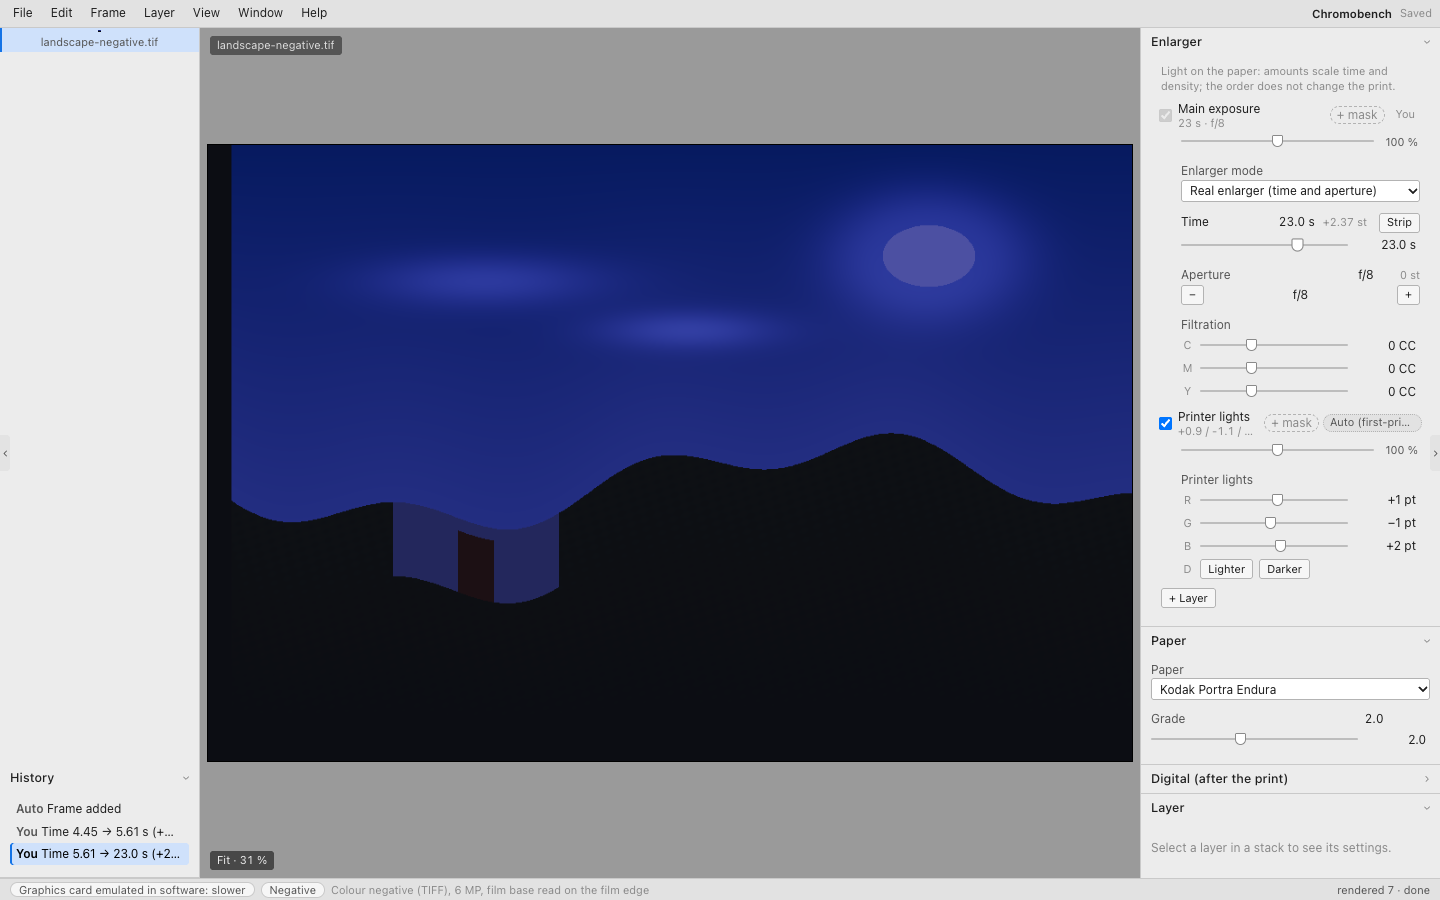 File Edit Frame Layer View Window Help
Chromobench Saved
landscape-negative.tif
landscape-negative.tif
Fit · 31 %
History
Auto Frame added
You Time 4.45 → 5.61 s (+...
You Time 5.61 → 23.0 s (+2...
Enlarger
Light on the paper: amounts scale time and
density; the order does not change the print.
Main exposure + mask You
23 s · f/8
100 %
Enlarger mode
Real enlarger (time and aperture)
Time 23.0 s +2.37 st Strip
23.0 s
Aperture f/8 0 st
− f/8 +
Filtration
C 0 CC
M 0 CC
Y 0 CC
Printer lights + mask Auto (first-pri...
+0.9 / -1.1 / ...
100 %
Printer lights
R +1 pt
G −1 pt
B +2 pt
D Lighter Darker
+ Layer
Paper
Paper
Kodak Portra Endura
Grade 2.0
2.0
Digital (after the print)
Layer
Select a layer in a stack to see its settings.
Graphics card emulated in software: slower Negative Colour negative (TIFF), 6 MP, film base read on the film edge rendered 7 · done